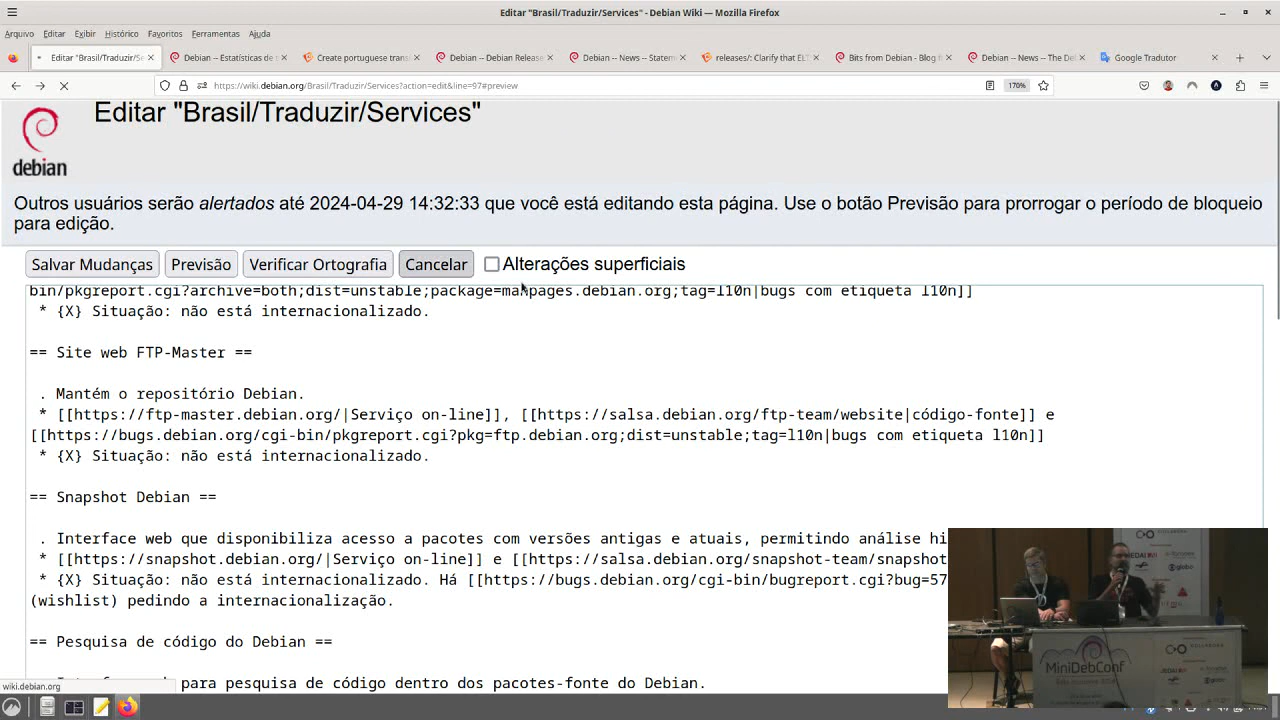 Editar "Brasil/Traduzir/Services" - Debian Wiki — Mozilla Firefox
Arquivo Editar Exibir Histórico Favoritos Ferramentas Ajuda
Editar "Brasil/Traduzir/Se
Debian -- Estatísticas de
Create portuguese trans
Debian -- Debian Releas
Debian -- News -- Statem
releases/: Clarify that ELT
Bits from Debian - Blog
Debian -- News -- The De
Google Tradutor
https://wiki.debian.org/Brasil/Traduzir/Services?action=edit&line=97#preview
170%
debian
Editar "Brasil/Traduzir/Services"
Outros usuários serão alertados até 2024-04-29 14:32:33 que você está editando esta página. Use o botão Previsão para prorrogar o período de bloqueio
para edição.
Salvar Mudanças Previsão Verificar Ortografia Cancelar Alterações superficiais
bin/pkgreport.cgi?archive=both;dist=unstable;package=manpages.debian.org;tag=l10n|bugs com etiqueta l10n]]
* {X} Situação: não está internacionalizado.
== Site web FTP-Master ==
. Mantém o repositório Debian.
* [[https://ftp-master.debian.org/|Serviço on-line]], [[https://salsa.debian.org/ftp-team/website|código-fonte]] e
[[https://bugs.debian.org/cgi-bin/pkgreport.cgi?pkg=ftp.debian.org;dist=unstable;tag=l10n|bugs com etiqueta l10n]]
* {X} Situação: não está internacionalizado.
== Snapshot Debian ==
. Interface web que disponibiliza acesso a pacotes com versões antigas e atuais, permitindo análise hi
* [[https://snapshot.debian.org/|Serviço on-line]] e [[https://salsa.debian.org/snapshot-team/snapshot
* {X} Situação: não está internacionalizado. Há [[https://bugs.debian.org/cgi-bin/bugreport.cgi?bug=57
(wishlist) pedindo a internacionalização.
== Pesquisa de código do Debian ==
para pesquisa de código dentro dos pacotes-fonte do Debian.
wiki.debian.org
COLLABORA
globo
MiniDebConf
COLLABORA
globo